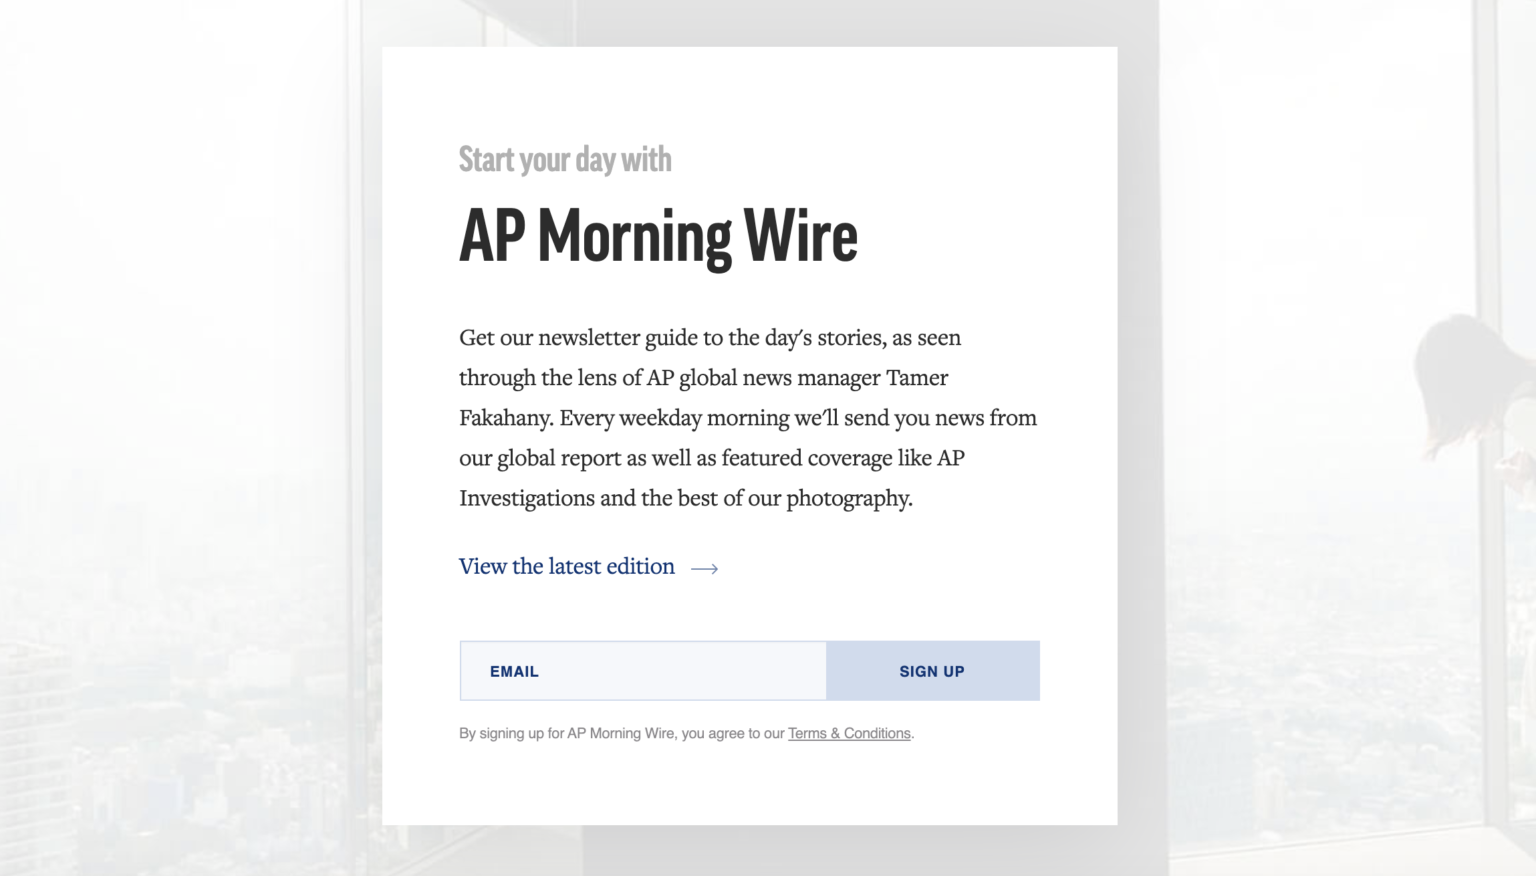 Start your day with
AP Morning Wire
Get our newsletter guide to the day's stories, as seen
through the lens of AP global news manager Tamer
Fakahany. Every weekday morning we'll send you news from
our global report as well as featured coverage like AP
Investigations and the best of our photography.
View the latest edition →
EMAIL
SIGN UP
By signing up for AP Morning Wire, you agree to our Terms & Conditions.